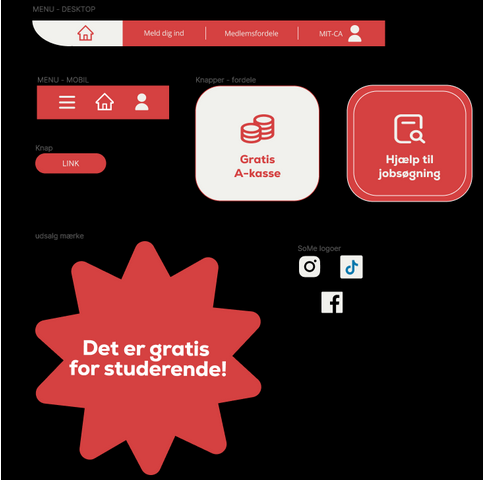 MENU - DESKTOP
Meld dig ind
Medlemsfordele
MIT-CA
MENU - MOBIL
Knapper - fordele
Gratis
A-kasse
Hjælp til
jobsøgning
Knap
LINK
udsalg mærke
SoMe logoer
Det er gratis
for studerende!